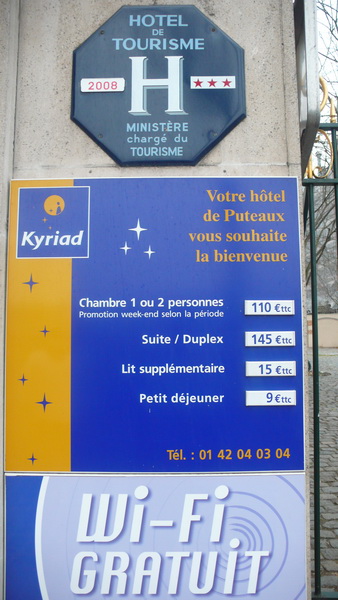 HOTEL
DE
TOURISME
2008 H ★★★
MINISTÈRE
chargé du
TOURISME
Kyriad
Votre hôtel
de Puteaux
vous souhaite
la bienvenue
Chambre 1 ou 2 personnes 110 €ttc
Promotion week-end selon la période
Suite / Duplex 145 €ttc
Lit supplémentaire 15 €ttc
Petit déjeuner 9 €ttc
Tél. : 01 42 04 03 04
Wi-Fi
GRATUIT